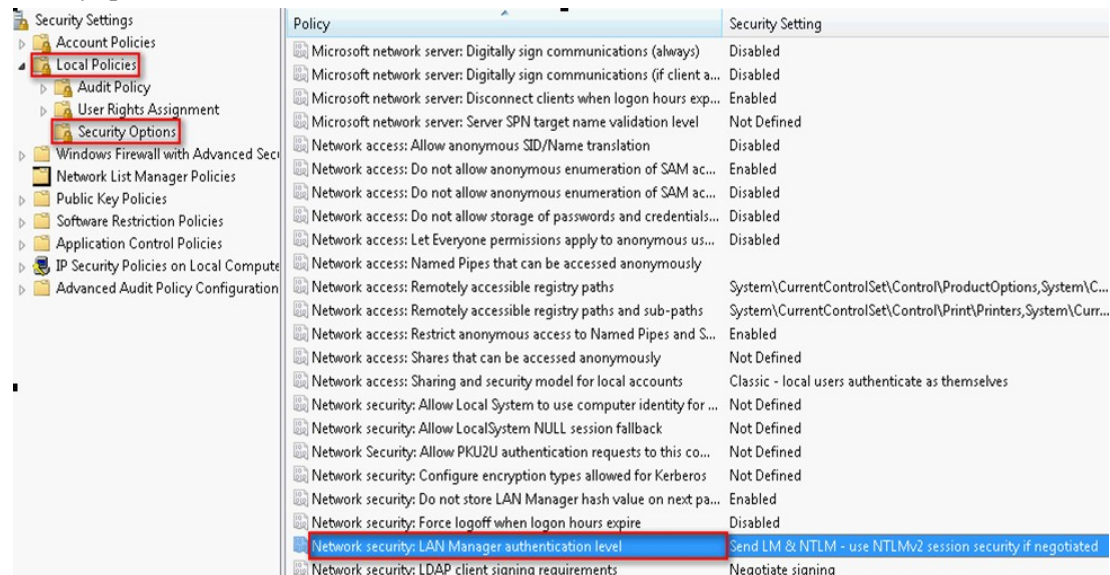 Security Settings
Account Policies
Local Policies
Audit Policy
User Rights Assignment
Security Options
Windows Firewall with Advanced Secu
Network List Manager Policies
Public Key Policies
Software Restriction Policies
Application Control Policies
IP Security Policies on Local Compute
Advanced Audit Policy Configuration
Policy Security Setting
Microsoft network server: Digitally sign communications (always) Disabled
Microsoft network server: Digitally sign communications (if client a... Disabled
Microsoft network server: Disconnect clients when logon hours exp... Enabled
Microsoft network server: Server SPN target name validation level Not Defined
Network access: Allow anonymous SID/Name translation Disabled
Network access: Do not allow anonymous enumeration of SAM ac... Enabled
Network access: Do not allow anonymous enumeration of SAM ac... Disabled
Network access: Do not allow storage of passwords and credentials... Disabled
Network access: Let Everyone permissions apply to anonymous us... Disabled
Network access: Named Pipes that can be accessed anonymously
Network access: Remotely accessible registry paths System\CurrentControlSet\Control\ProductOptions,System\C...
Network access: Remotely accessible registry paths and sub-paths System\CurrentControlSet\Control\Print\Printers,System\Curr...
Network access: Restrict anonymous access to Named Pipes and S... Enabled
Network access: Shares that can be accessed anonymously Not Defined
Network access: Sharing and security model for local accounts Classic - local users authenticate as themselves
Network security: Allow Local System to use computer identity for ... Not Defined
Network security: Allow LocalSystem NULL session fallback Not Defined
Network Security: Allow PKU2U authentication requests to this co... Not Defined
Network security: Configure encryption types allowed for Kerberos Not Defined
Network security: Do not store LAN Manager hash value on next pa... Enabled
Network security: Force logoff when logon hours expire Disabled
Network security: LAN Manager authentication level Send LM & NTLM - use NTLMv2 session security if negotiated
Network security: LDAP client signing requirements Negotiate signing